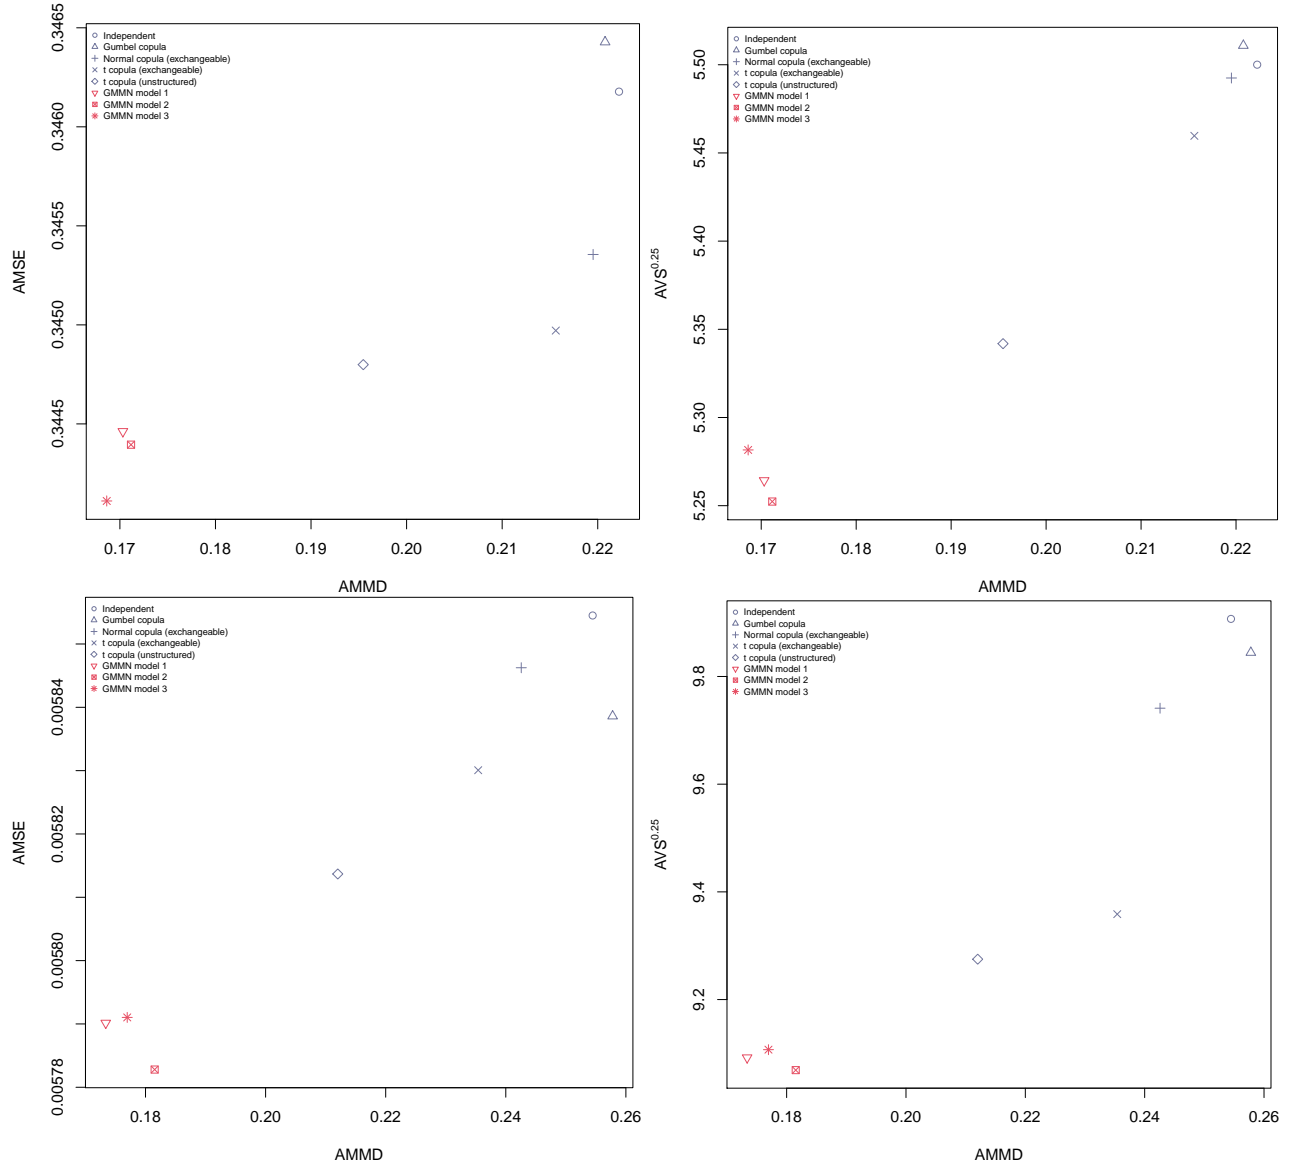 AMSE
0.3445
0.3450
0.3455
0.3460
0.3465
Independent
Gumbel copula
Normal copula (exchangeable)
t copula (exchangeable)
t copula (unstructured)
GMMN model 1
GMMN model 2
GMMN model 3
0.17 0.18 0.19 0.20 0.21 0.22
AMMD
AVS^0.25
5.25
5.30
5.35
5.40
5.45
5.50
Independent
Gumbel copula
Normal copula (exchangeable)
t copula (exchangeable)
t copula (unstructured)
GMMN model 1
GMMN model 2
GMMN model 3
0.17 0.18 0.19 0.20 0.21 0.22
AMMD
AMSE
0.00578
0.00580
0.00582
0.00584
Independent
Gumbel copula
Normal copula (exchangeable)
t copula (exchangeable)
t copula (unstructured)
GMMN model 1
GMMN model 2
GMMN model 3
0.18 0.20 0.22 0.24 0.26
AMMD
AVS^0.25
9.2
9.4
9.6
9.8
Independent
Gumbel copula
Normal copula (exchangeable)
t copula (exchangeable)
t copula (unstructured)
GMMN model 1
GMMN model 2
GMMN model 3
0.18 0.20 0.22 0.24 0.26
AMMD